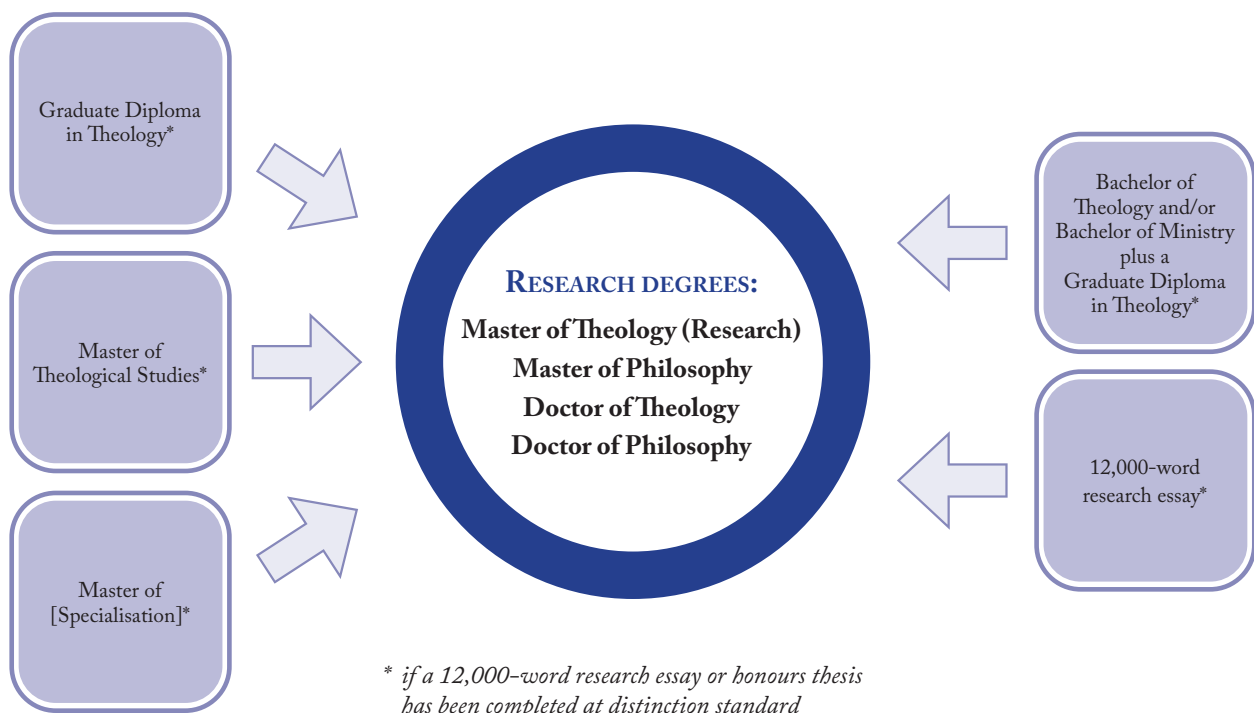 Graduate Diploma
in Theology*
Master of
Theological Studies*
Master of
[Specialisation]*
RESEARCH DEGREES:
Master of Theology (Research)
Master of Philosophy
Doctor of Theology
Doctor of Philosophy
Bachelor of
Theology and/or
Bachelor of Ministry
plus a
Graduate Diploma
in Theology*
12,000-word
research essay*
* if a 12,000-word research essay or honours thesis
has been completed at distinction standard